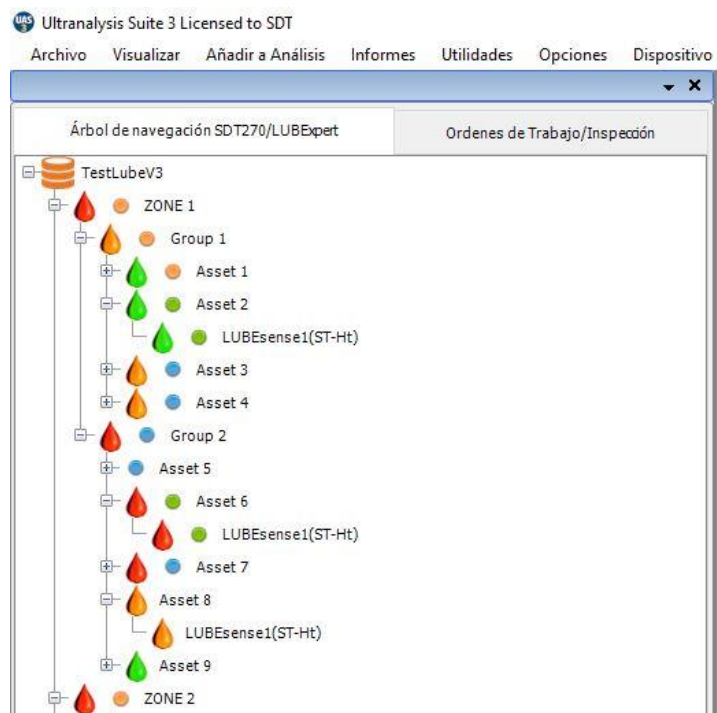 UAS 3 Ultranalysis Suite 3 Licensed to SDT
Archivo Visualizar Añadir a Análisis Informes Utilidades Opciones Dispositivo
Árbol de navegación SDT270/LUBExpert Ordenes de Trabajo/Inspección
TestLubeV3
ZONE 1
Group 1
Asset 1
Asset 2
LUBEsense1(ST-Ht)
Asset 3
Asset 4
Group 2
Asset 5
Asset 6
LUBEsense1(ST-Ht)
Asset 7
Asset 8
LUBEsense1(ST-Ht)
Asset 9
ZONE 2